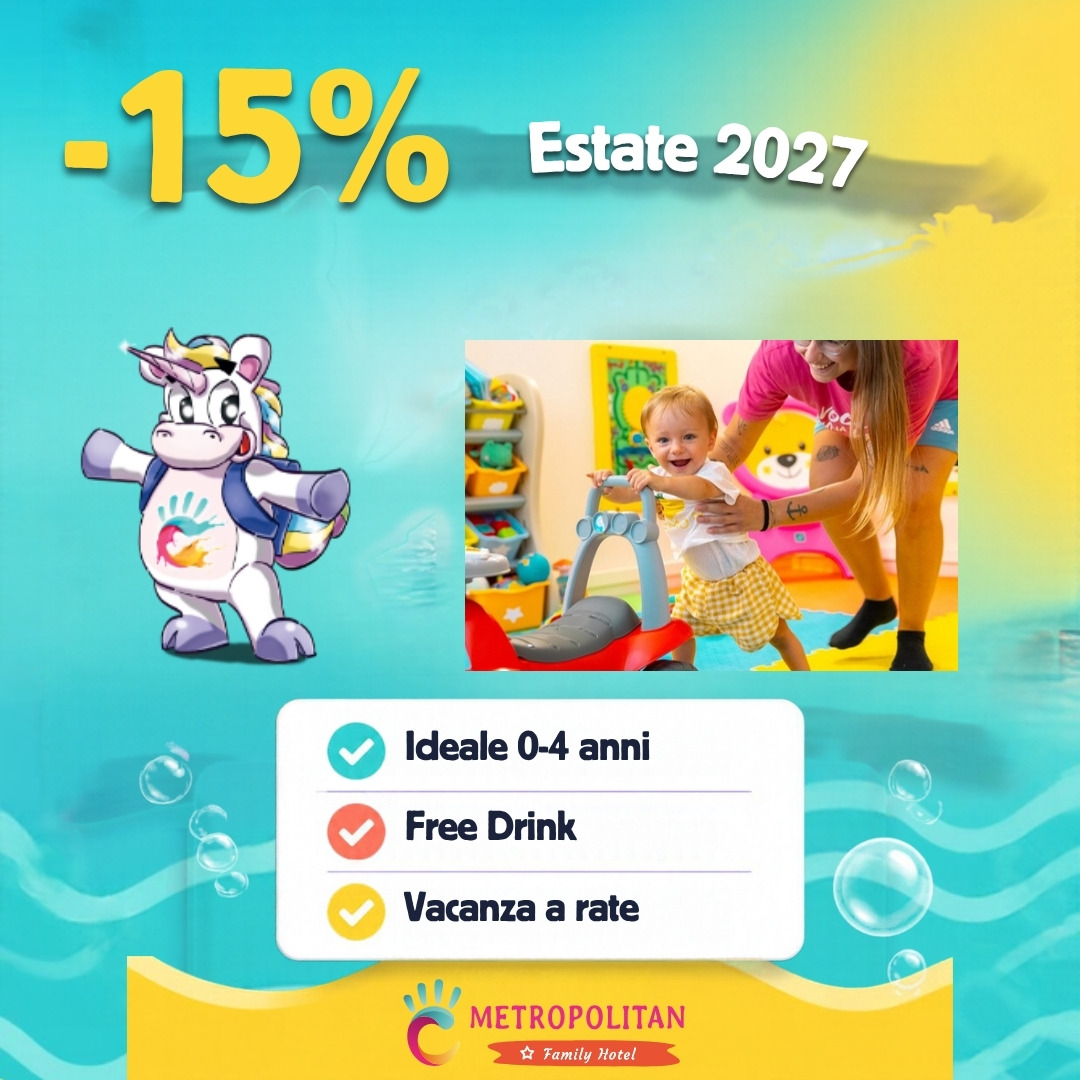 -15%
Estate 2027
Ideale 0-4 anni
Free Drink
Vacanza a rate
METROPOLITAN
Family Hotel